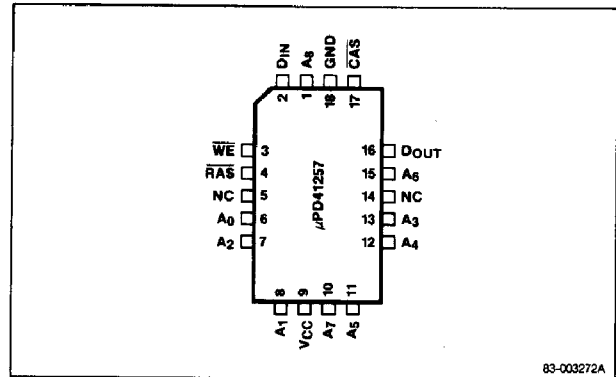 DIN A8 GND CAS
2 1 18 17
WE 3 16 DOUT
RAS 4 15 A6
NC 5 14 NC
A0 6 13 A3
A2 7 12 A4
µPD41257
8 9 10 11
A1 VCC A7 A5
83-003272A